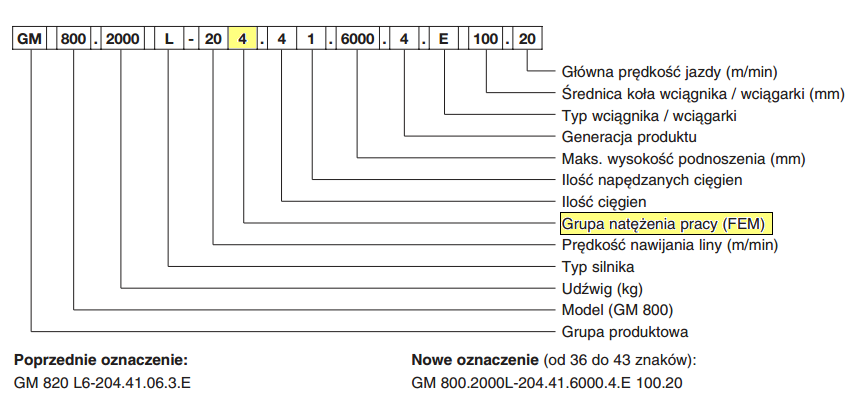 GM 800.2000 L-20 4.4 1.6000.4.E 100.20
Główna prędkość jazdy (m/min)
Średnica koła wciągnika / wciągarki (mm)
Typ wciągnika / wciągarki
Generacja produktu
Maks. wysokość podnoszenia (mm)
Ilość napędzanych cięgien
Ilość cięgien
Grupa natężenia pracy (FEM)
Prędkość nawijania liny (m/min)
Typ silnika
Udźwig (kg)
Model (GM 800)
Grupa produktowa
Poprzednie oznaczenie:
GM 820 L6-204.41.06.3.E
Nowe oznaczenie (od 36 do 43 znaków):
GM 800.2000L-204.41.6000.4.E 100.20